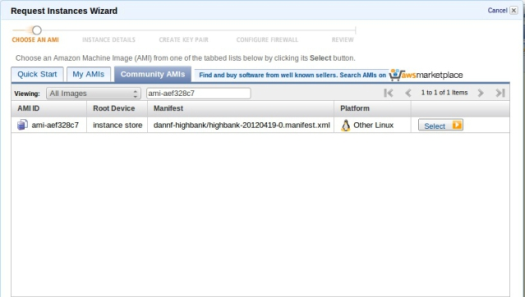 Request Instances Wizard
Cancel
CHOOSE AN AMI
INSTANCE DETAILS
CREATE KEY PAIR
CONFIGURE FIREWALL
REVIEW
Choose an Amazon Machine Image (AMI) from one of the tabbed lists below by clicking its Select button.
Quick Start
My AMIs
Community AMIs
Find and buy software from well known sellers. Search AMIs on awsmarketplace
Viewing: All Images
ami-aef328c7
1 to 1 of 1 Items
AMI ID
Root Device
Manifest
Platform
ami-aef328c7
instance store
dannf-highbank/highbank-20120419-0.manifest.xml
Other Linux
Select